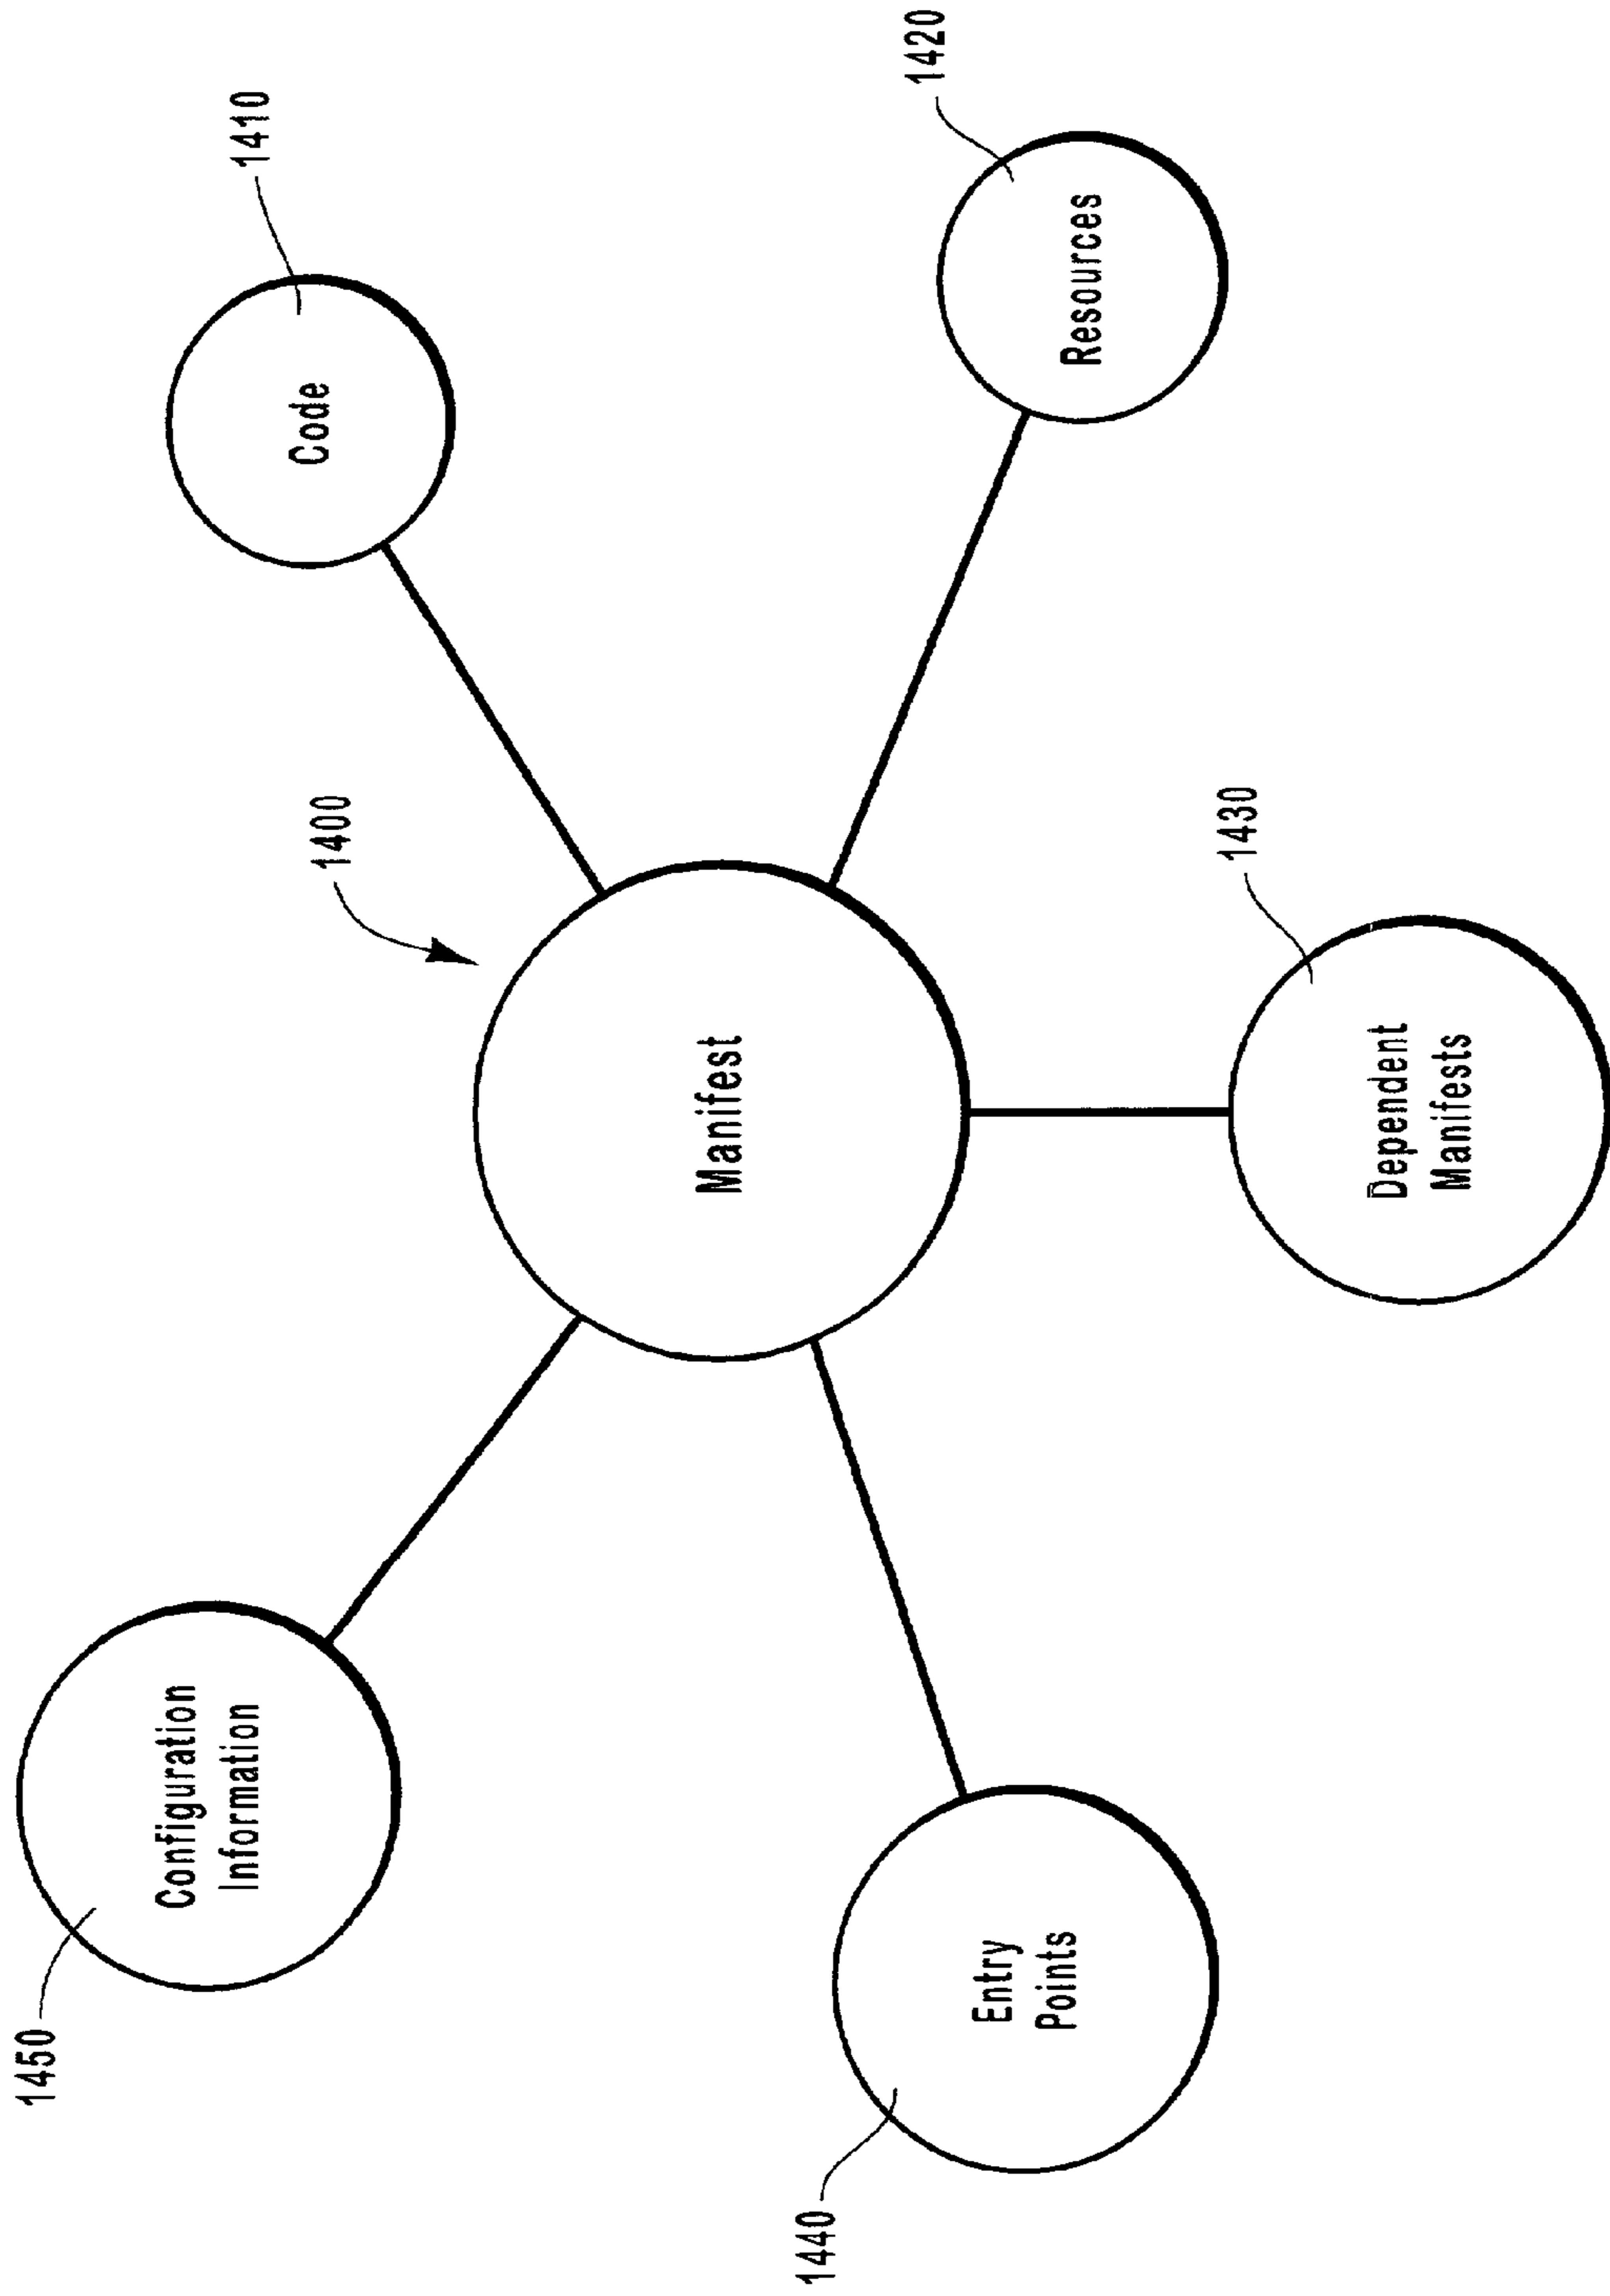 1450
Configuration
Information
1400
1410
Code
Manifest
1440
Entry
Points
1430
Dependent
Manifests
1420
Resources